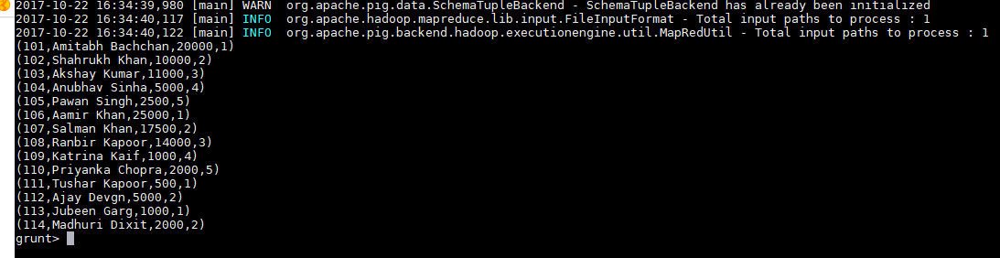 2017-10-22 16:34:39,980 [main] WARN  org.apache.pig.data.SchemaTupleBackend - SchemaTupleBackend has already been initialized
2017-10-22 16:34:40,117 [main] INFO  org.apache.hadoop.mapreduce.lib.input.FileInputFormat - Total input paths to process : 1
2017-10-22 16:34:40,122 [main] INFO  org.apache.pig.backend.hadoop.executionengine.util.MapRedUtil - Total input paths to process : 1
(101,Amitabh Bachchan,20000,1)
(102,Shahrukh Khan,10000,2)
(103,Akshay Kumar,11000,3)
(104,Anubhav Sinha,5000,4)
(105,Pawan Singh,2500,5)
(106,Aamir Khan,25000,1)
(107,Salman Khan,17500,2)
(108,Ranbir Kapoor,14000,3)
(109,Katrina Kaif,1000,4)
(110,Priyanka Chopra,2000,5)
(111,Tushar Kapoor,500,1)
(112,Ajay Devgn,5000,2)
(113,Jubeen Garg,1000,1)
(114,Madhuri Dixit,2000,2)
grunt>